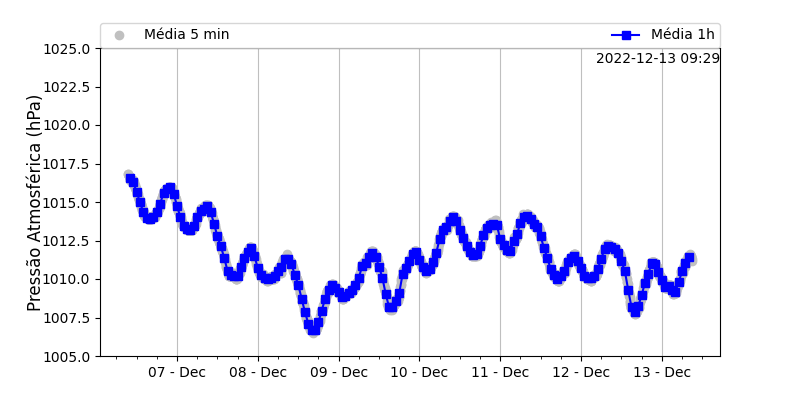 Média 5 min
Média 1h
2022-12-13 09:29
Pressão Atmosférica (hPa)
1025.0
1022.5
1020.0
1017.5
1015.0
1012.5
1010.0
1007.5
1005.0
07 - Dec
08 - Dec
09 - Dec
10 - Dec
11 - Dec
12 - Dec
13 - Dec